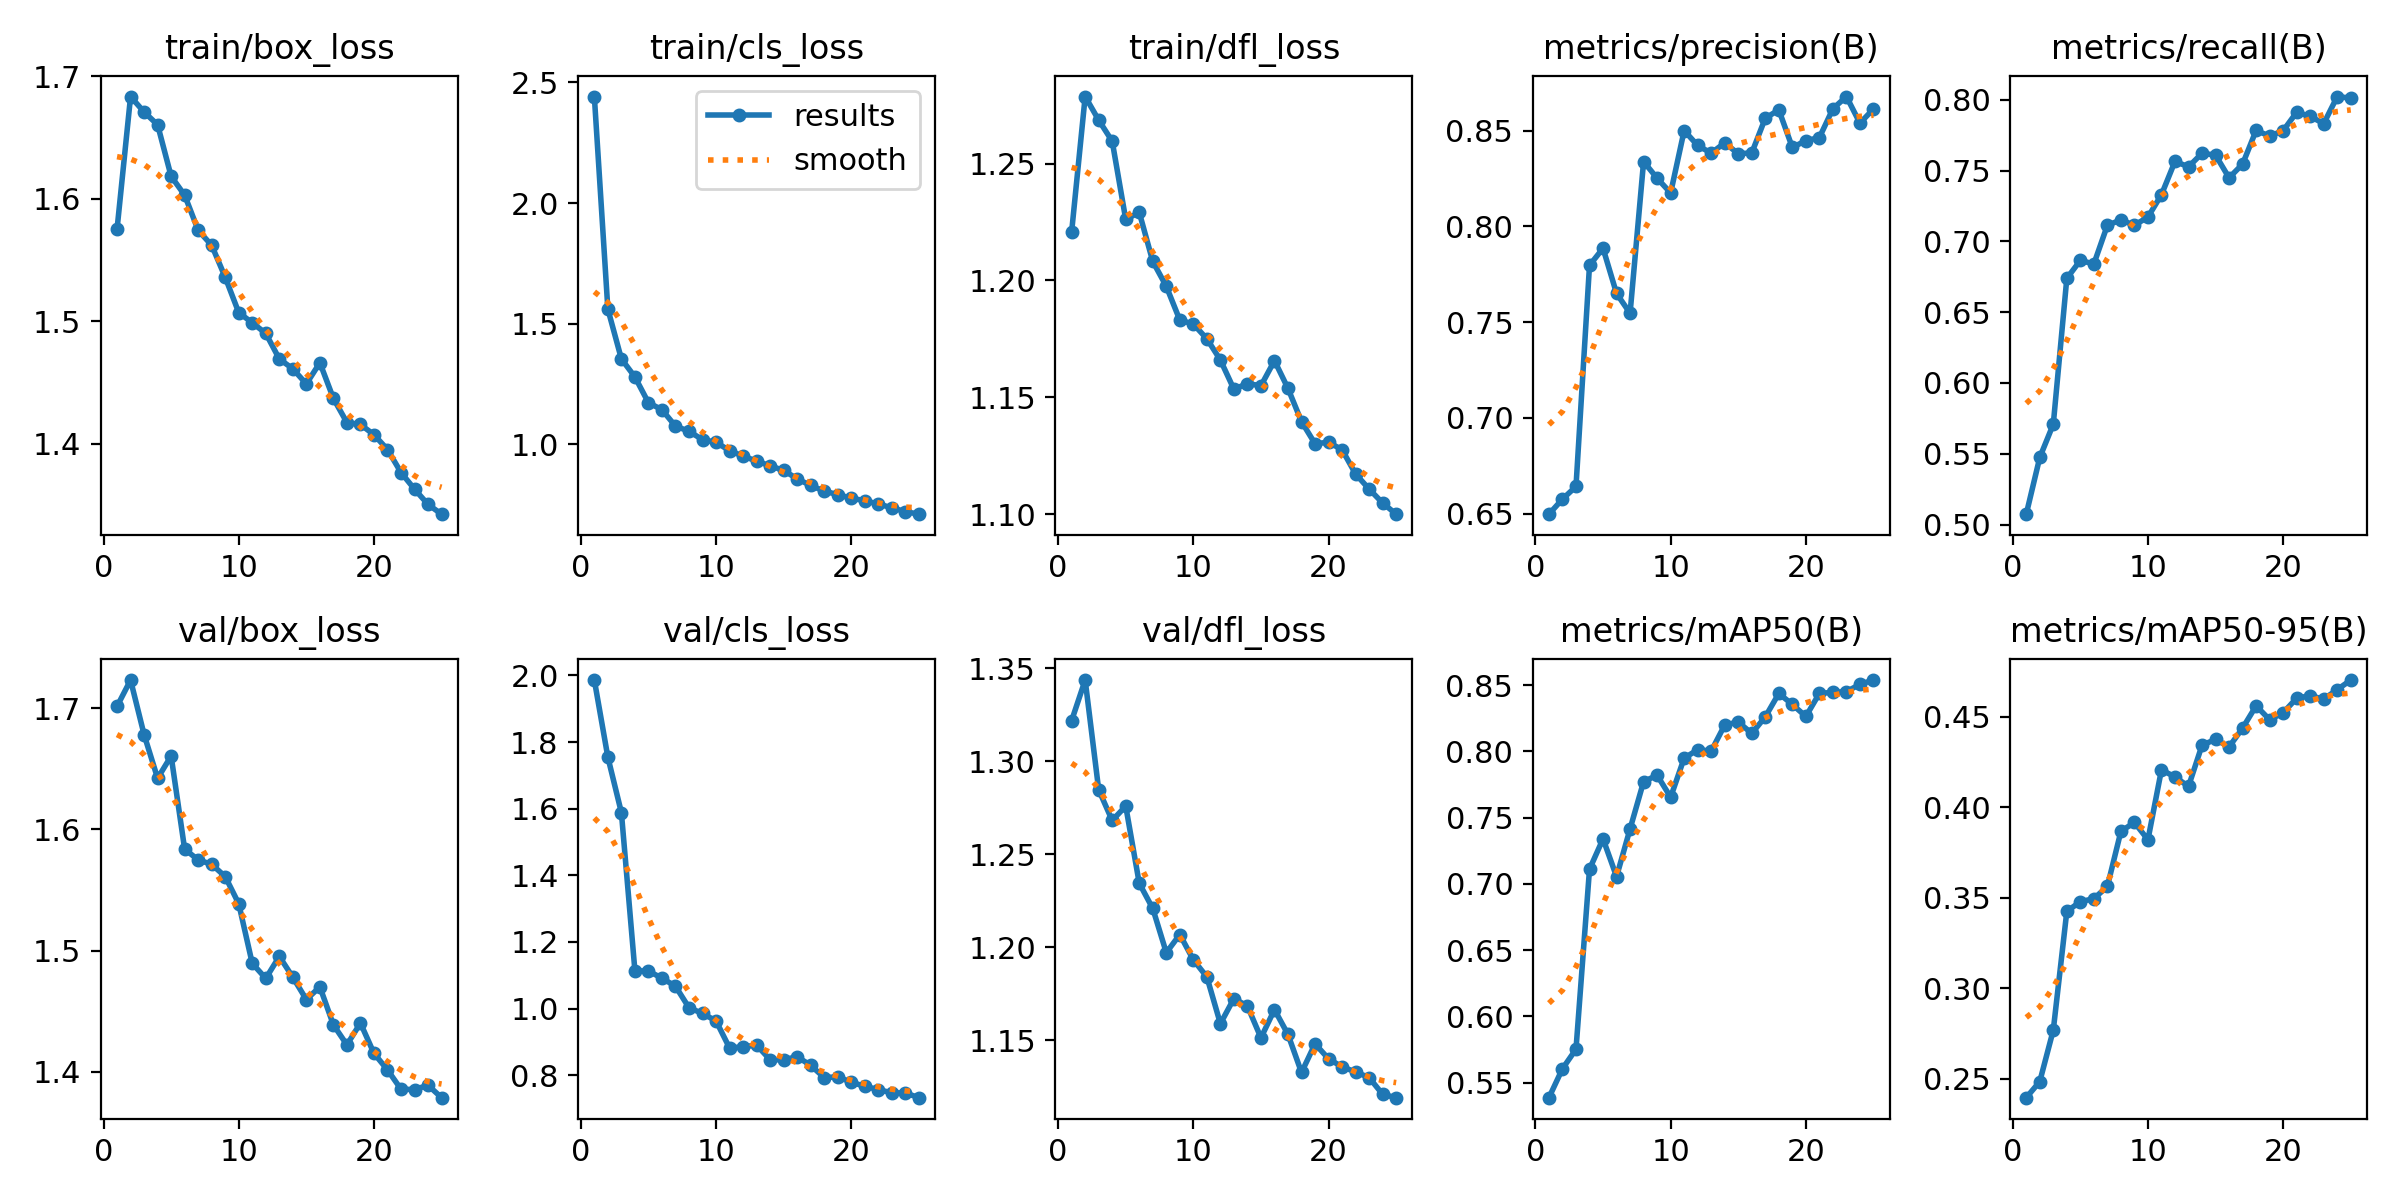 train/box_loss
1.7
1.6
1.5
1.4
0 10 20
train/cls_loss
results
smooth
2.5
2.0
1.5
1.0
0 10 20
train/dfl_loss
1.25
1.20
1.15
1.10
0 10 20
metrics/precision(B)
0.85
0.80
0.75
0.70
0.65
0 10 20
metrics/recall(B)
0.80
0.75
0.70
0.65
0.60
0.55
0.50
0 10 20
val/box_loss
1.7
1.6
1.5
1.4
0 10 20
val/cls_loss
2.0
1.8
1.6
1.4
1.2
1.0
0.8
0 10 20
val/dfl_loss
1.35
1.30
1.25
1.20
1.15
0 10 20
metrics/mAP50(B)
0.85
0.80
0.75
0.70
0.65
0.60
0.55
0 10 20
metrics/mAP50-95(B)
0.45
0.40
0.35
0.30
0.25
0 10 20